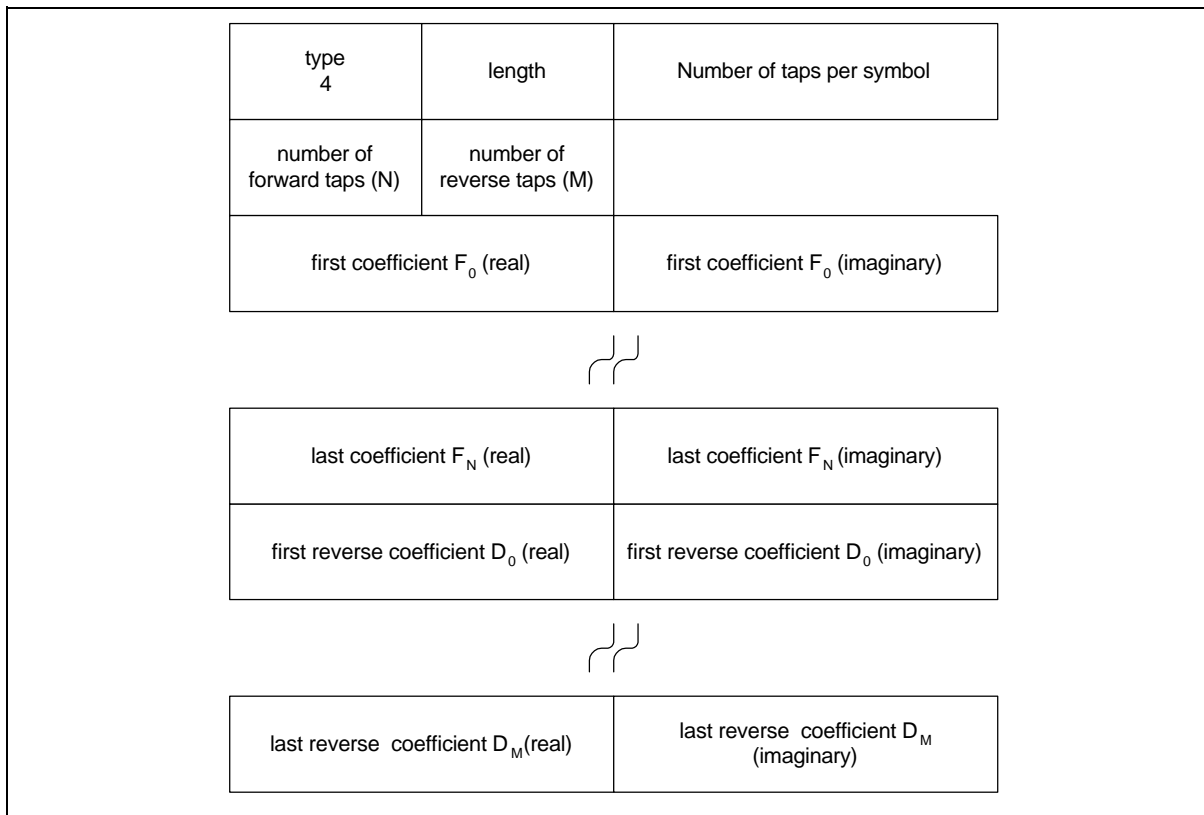 type
4
length
Number of taps per symbol
number of
forward taps (N)
number of
reverse taps (M)
first coefficient F0 (real)
first coefficient F0 (imaginary)
last coefficient FN (real)
last coefficient FN (imaginary)
first reverse coefficient D0 (real)
first reverse coefficient D0 (imaginary)
last reverse coefficient DM(real)
last reverse coefficient DM
(imaginary)